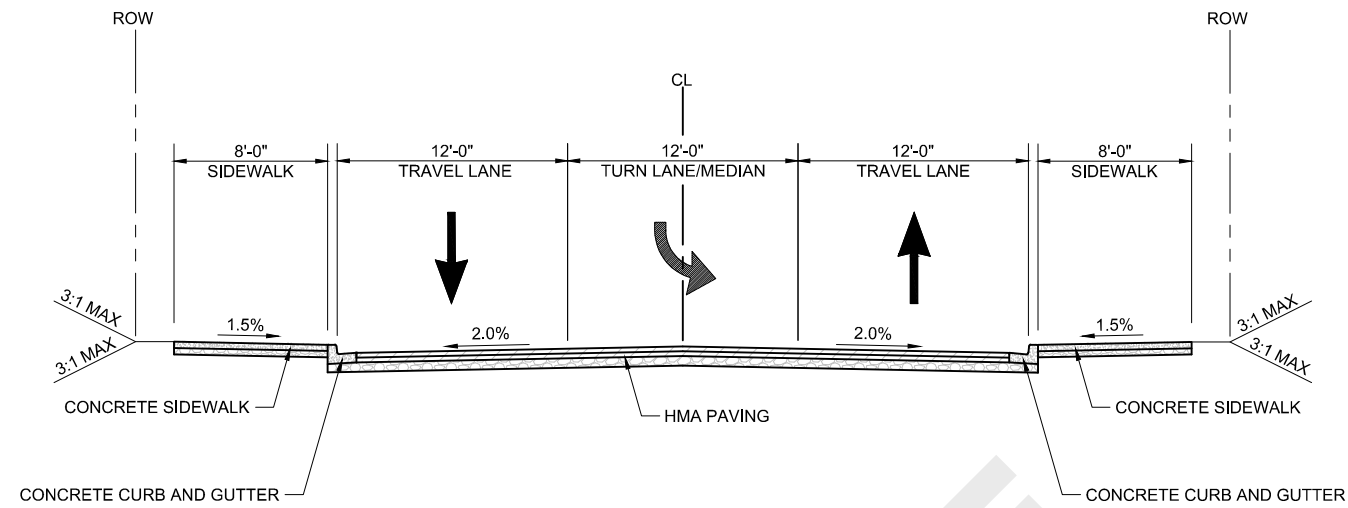 ROW
ROW
CL
8'-0"
12'-0"
12'-0"
12'-0"
8'-0"
SIDEWALK
TRAVEL LANE
TURN LANE/MEDIAN
TRAVEL LANE
SIDEWALK
3:1 MAX
3:1 MAX
1.5%
2.0%
2.0%
1.5%
3:1 MAX
3:1 MAX
CONCRETE SIDEWALK
HMA PAVING
CONCRETE SIDEWALK
CONCRETE CURB AND GUTTER
CONCRETE CURB AND GUTTER